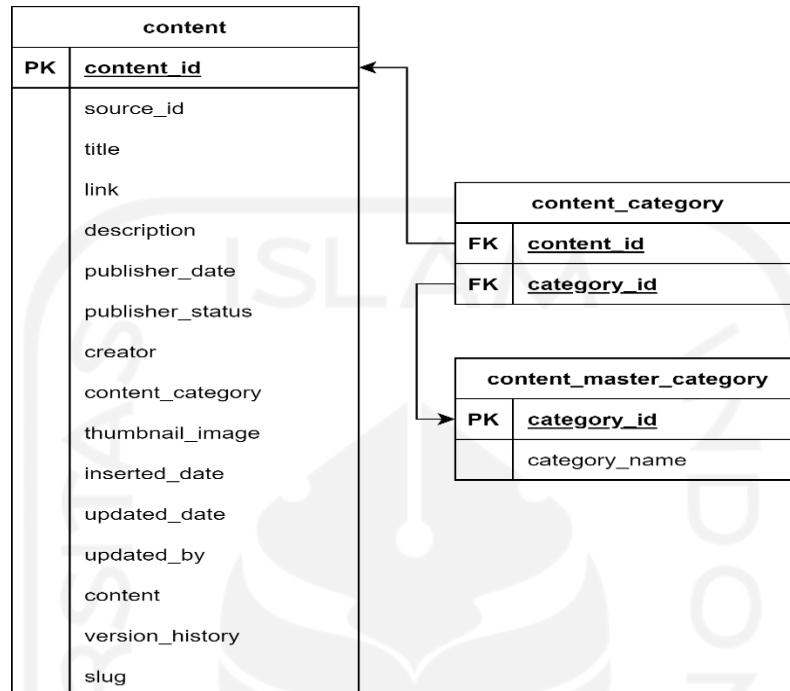 content
PK content_id
source_id
title
link
description
publisher_date
publisher_status
creator
content_category
thumbnail_image
inserted_date
updated_date
updated_by
content
version_history
slug
content_category
FK content_id
FK category_id
content_master_category
PK category_id
category_name
ISLAM